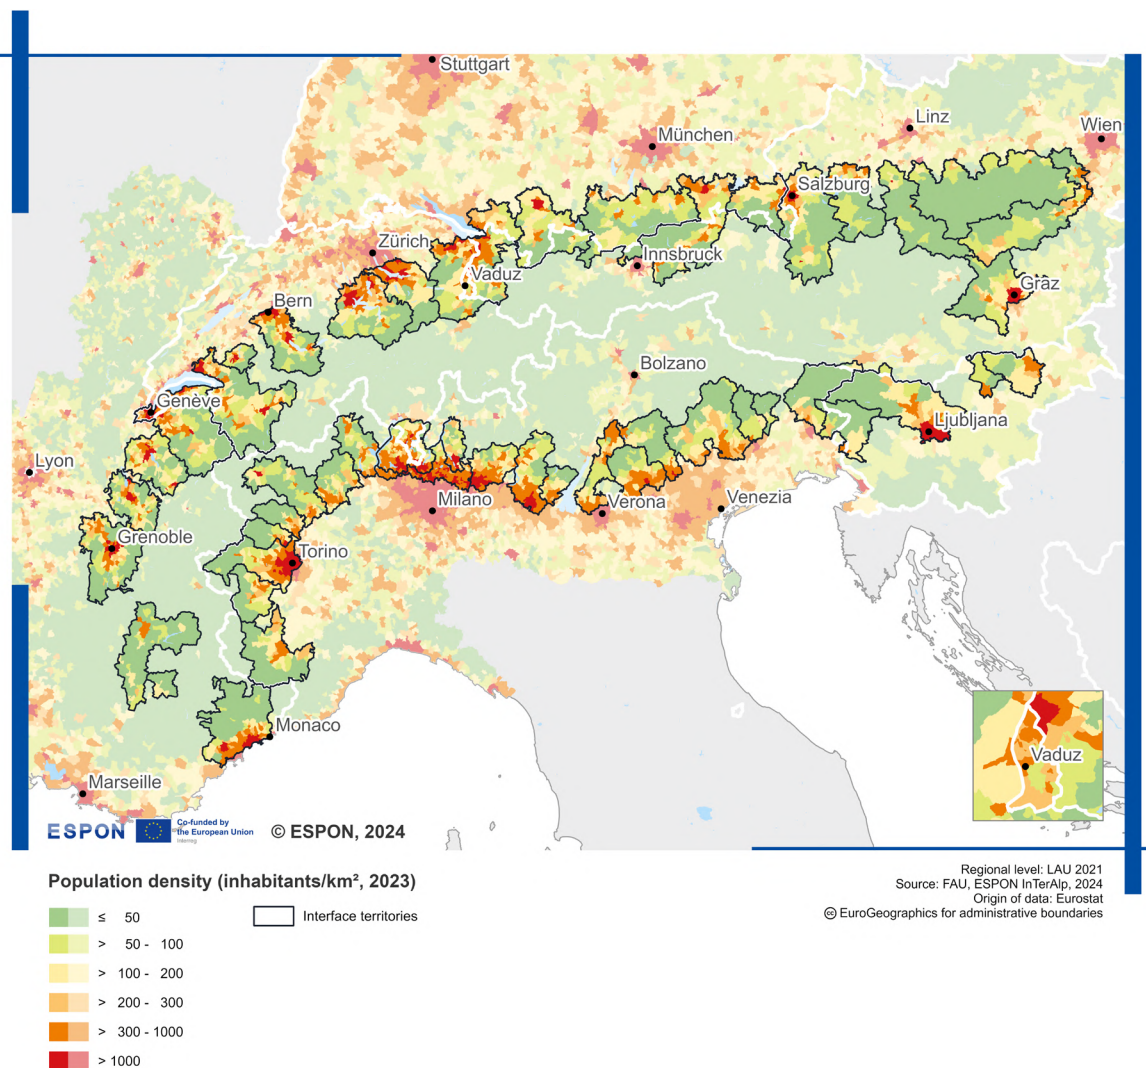 Stuttgart
Linz
Wien
München
Salzburg
Zürich
Innsbruck
Vaduz
Graz
Bern
Bolzano
Genève
Ljubljana
Lyon
Milano
Verona
Venezia
Grenoble
Torino
Monaco
Vaduz
Marseille
ESPON
Co-funded by
the European Union
Interreg
© ESPON, 2024
Regional level: LAU 2021
Source: FAU, ESPON InTerAlp, 2024
Origin of data: Eurostat
㏄ EuroGeographics for administrative boundaries
Population density (inhabitants/km², 2023)
≤ 50
> 50 - 100
> 100 - 200
> 200 - 300
> 300 - 1000
> 1000
Interface territories